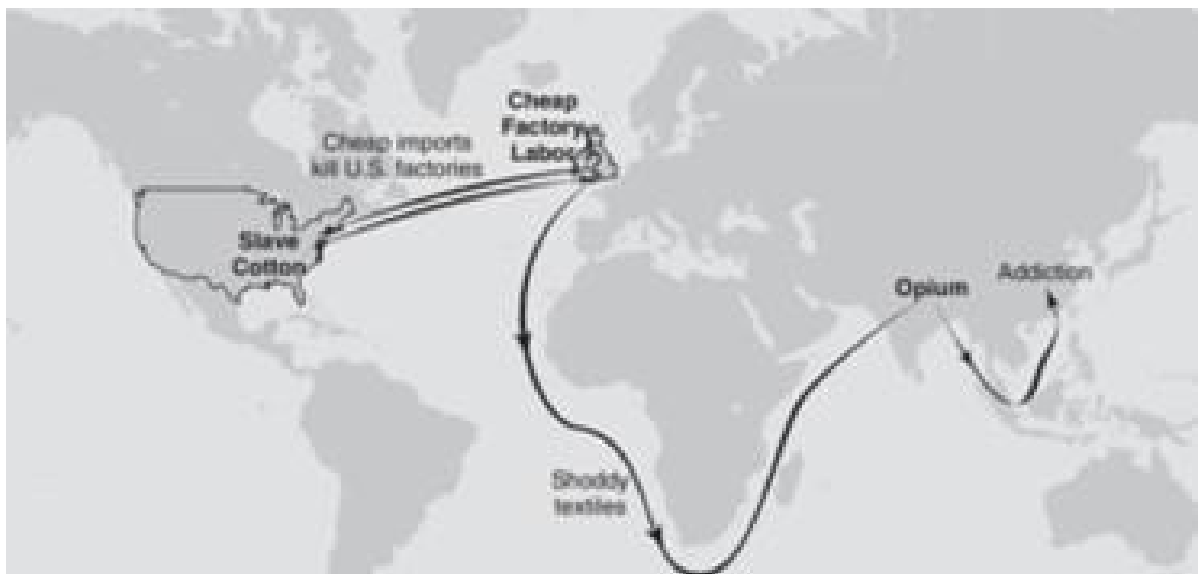 Cheap
Factory
Labor
Cheap imports
kill U.S. factories
Slave
Cotton
Opium
Addiction
Shoddy
textiles